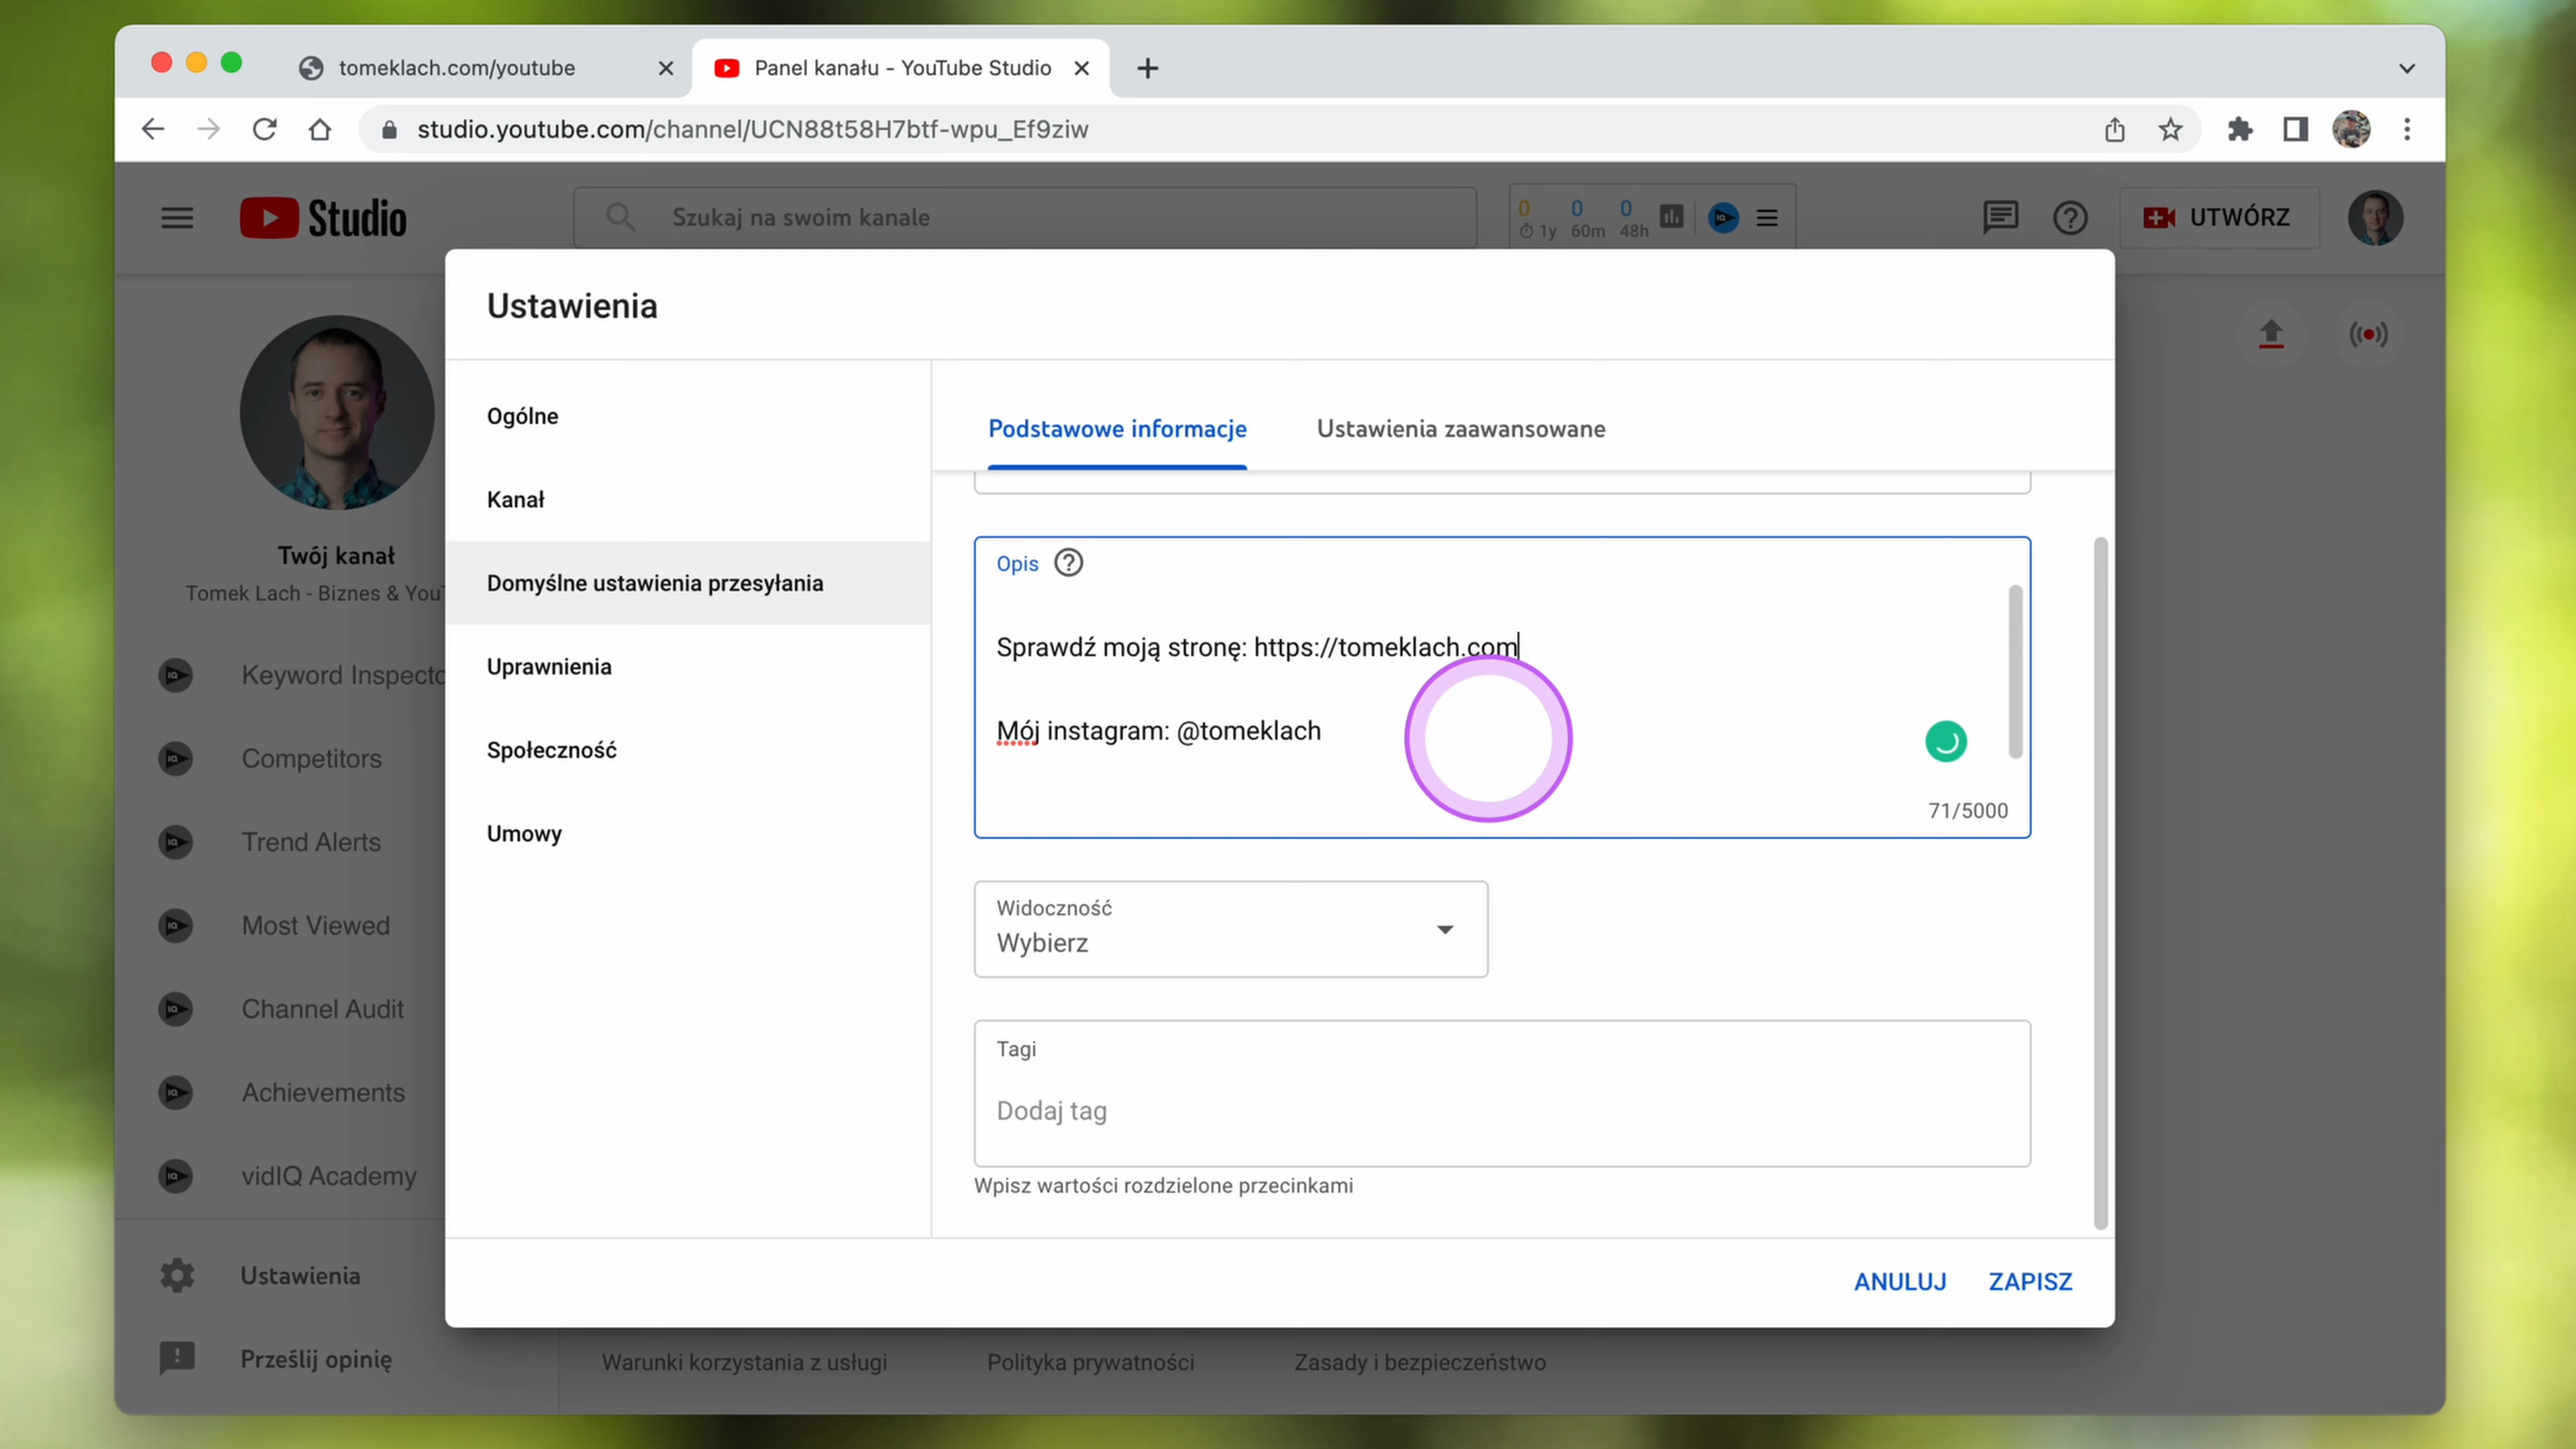 tomeklach.com/youtube
Panel kanału - YouTube Studio
studio.youtube.com/channel/UCN88t58H7btf-wpu_Ef9ziw
Studio
Szukaj na swoim kanale
0 0 0
1y 60m 48h
UTWÓRZ
Ustawienia
Twój kanał
Tomek Lach - Biznes & You
Keyword Inspecto
Competitors
Trend Alerts
Most Viewed
Channel Audit
Achievements
vidIQ Academy
Ustawienia
Prześlij opinię
Ogólne
Kanał
Domyślne ustawienia przesyłania
Uprawnienia
Społeczność
Umowy
Podstawowe informacje
Ustawienia zaawansowane
Opis
Sprawdź moją stronę: https://tomeklach.com
Mój instagram: @tomeklach
71/5000
Widoczność
Wybierz
Tagi
Dodaj tag
Wpisz wartości rozdzielone przecinkami
ANULUJ
ZAPISZ
Warunki korzystania z usługi
Polityka prywatności
Zasady i bezpieczeństwo